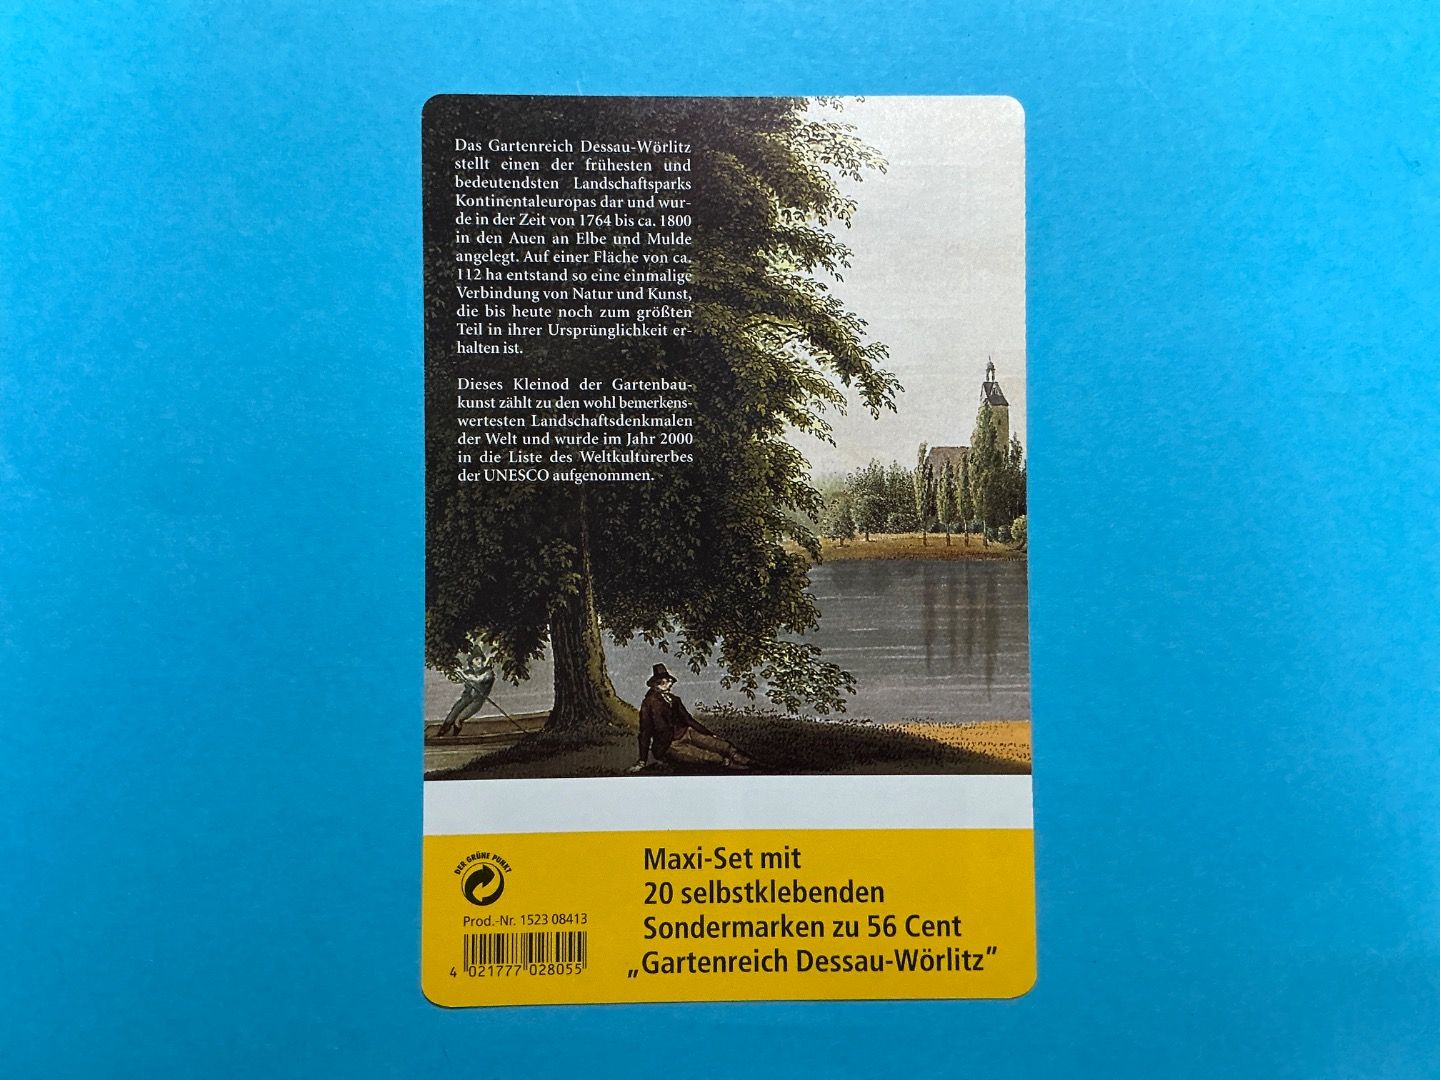 Das Gartenreich Dessau-Wörlitz
stellt einen der frühesten und
bedeutendsten Landschaftsparks
Kontinentaleuropas dar und wur-
de in der Zeit von 1764 bis ca. 1800
in den Auen an Elbe und Mulde
angelegt. Auf einer Fläche von ca.
112 ha entstand so eine einmalige
Verbindung von Natur und Kunst,
die bis heute noch zum größten
Teil in ihrer Ursprünglichkeit er-
halten ist.
Dieses Kleinod der Gartenbau-
kunst zählt zu den wohl bemerkens-
wertesten Landschaftsdenkmalen
der Welt und wurde im Jahr 2000
in die Liste des Weltkulturerbes
der UNESCO aufgenommen.
DER GRÜNE PUNKT
Prod.-Nr. 1523 08413
4 021777 028055
Maxi-Set mit
20 selbstklebenden
Sondermarken zu 56 Cent
„Gartenreich Dessau-Wörlitz”